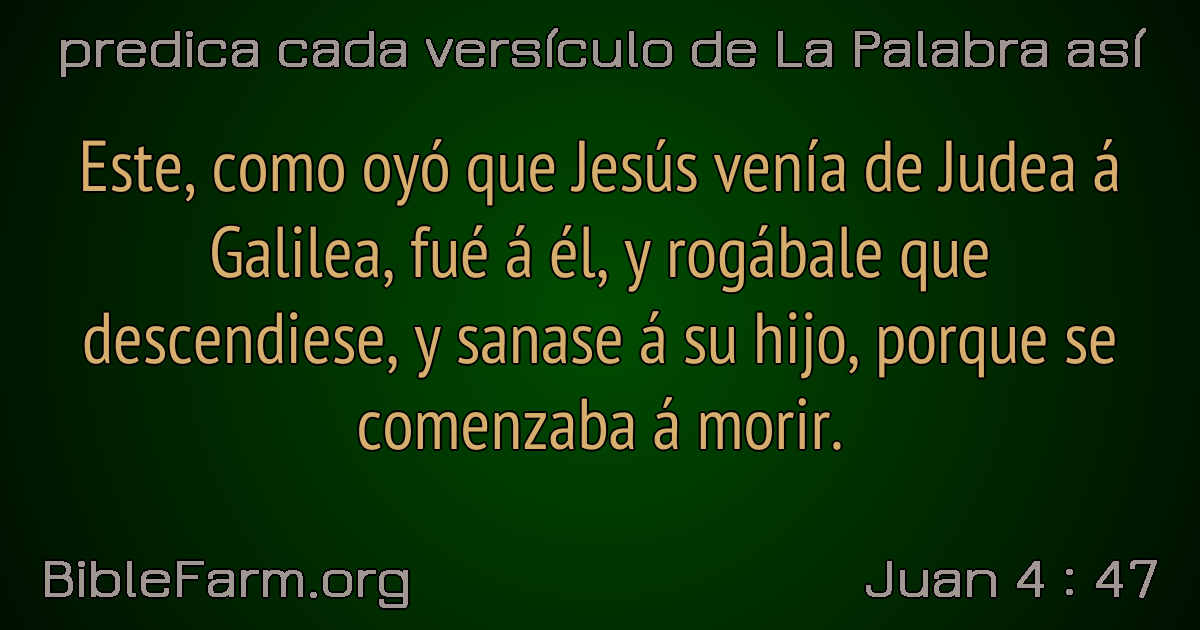 predica cada versículo de La Palabra así
Este, como oyó que Jesús venía de Judea á
Galilea, fué á él, y rogábale que
descendiese, y sanase á su hijo, porque se
comenzaba á morir.
BibleFarm.org
Juan 4 : 47